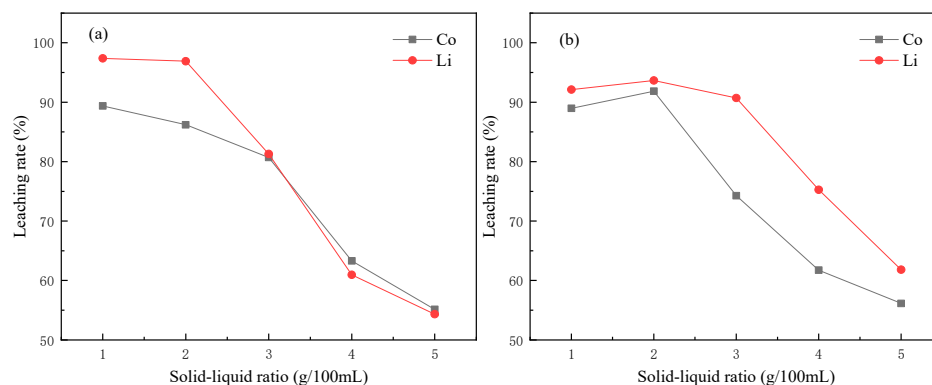 (a)
Co
Li
Leaching rate (%)
100
90
80
70
60
50
1 2 3 4 5
Solid-liquid ratio (g/100mL)
(b)
Co
Li
Leaching rate (%)
100
90
80
70
60
50
1 2 3 4 5
Solid-liquid ratio (g/100mL)